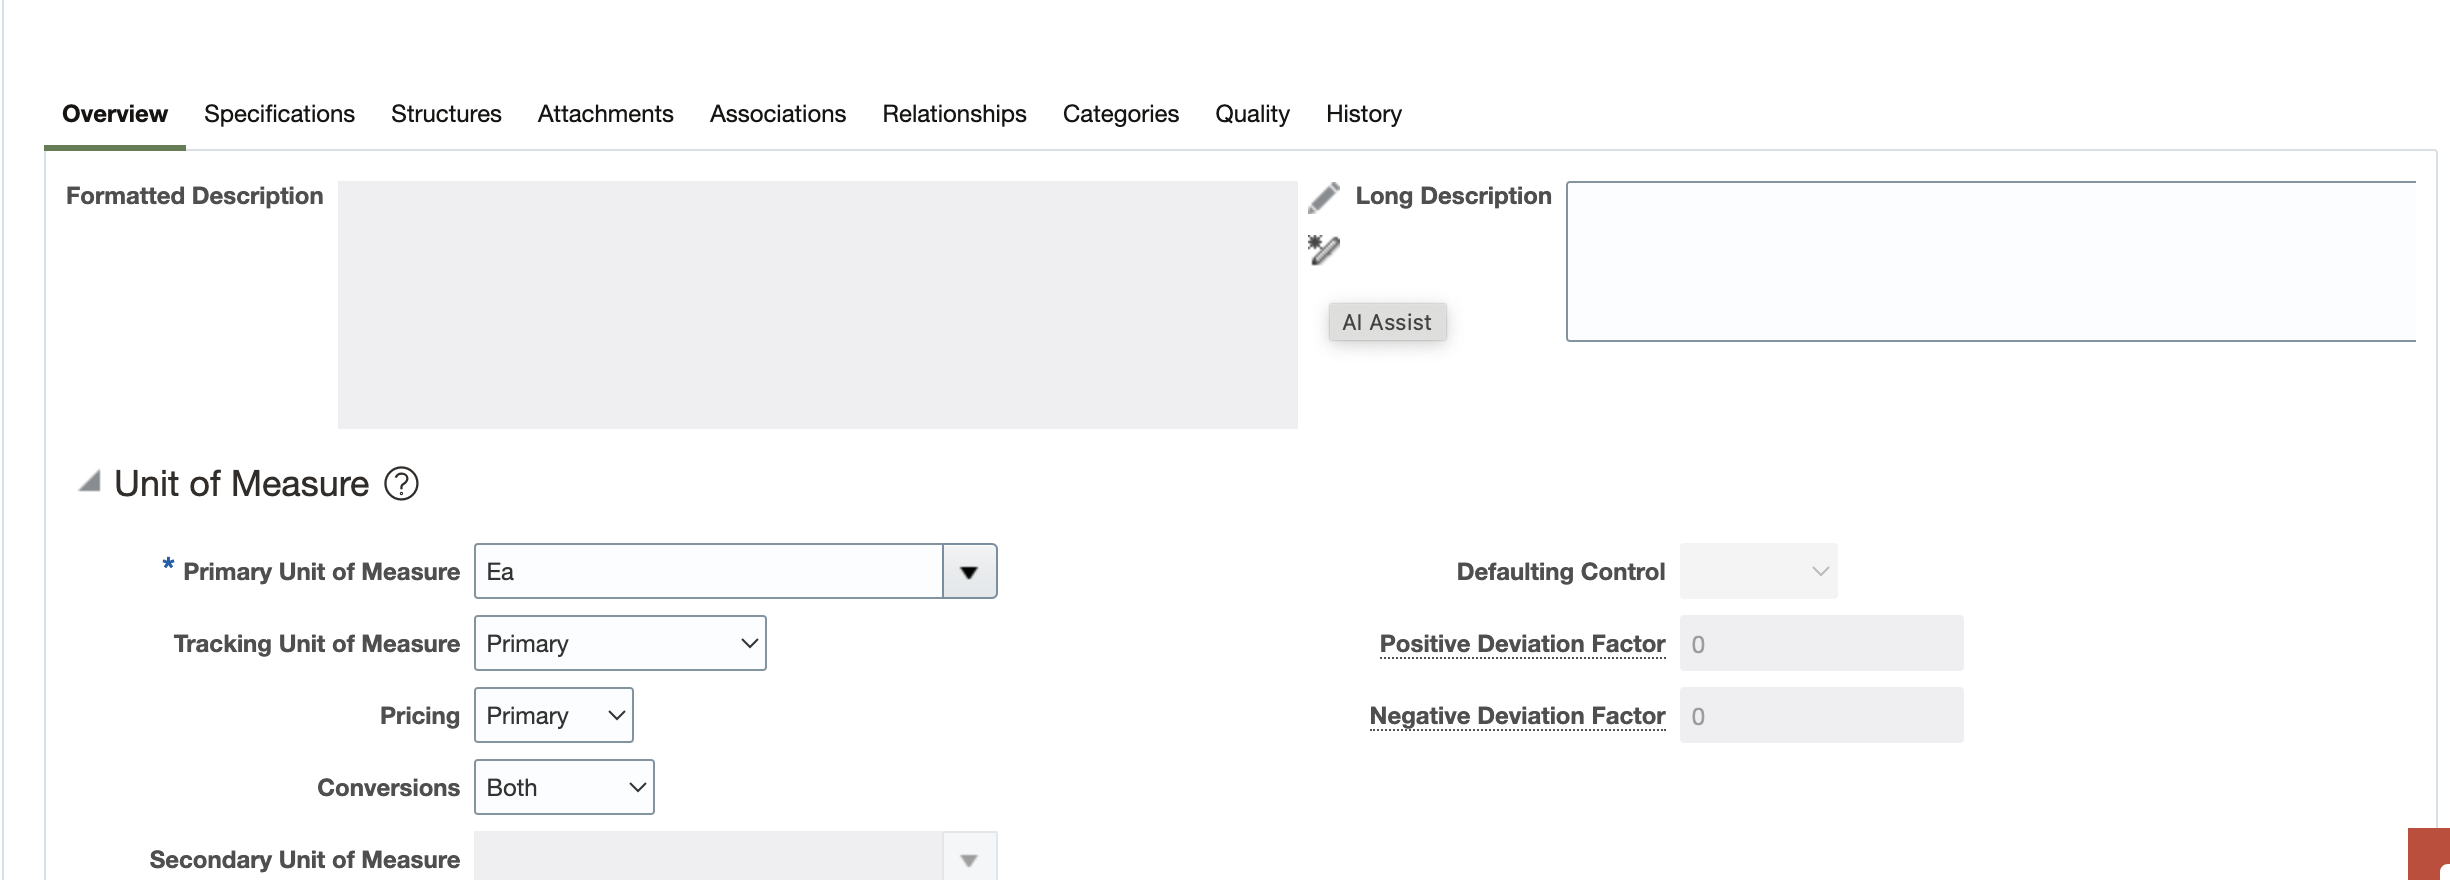 Overview Specifications Structures Attachments Associations Relationships Categories Quality History
Formatted Description
Long Description
AI Assist
Unit of Measure ?
* Primary Unit of Measure Ea
Defaulting Control
Tracking Unit of Measure Primary
Positive Deviation Factor 0
Pricing Primary
Negative Deviation Factor 0
Conversions Both
Secondary Unit of Measure